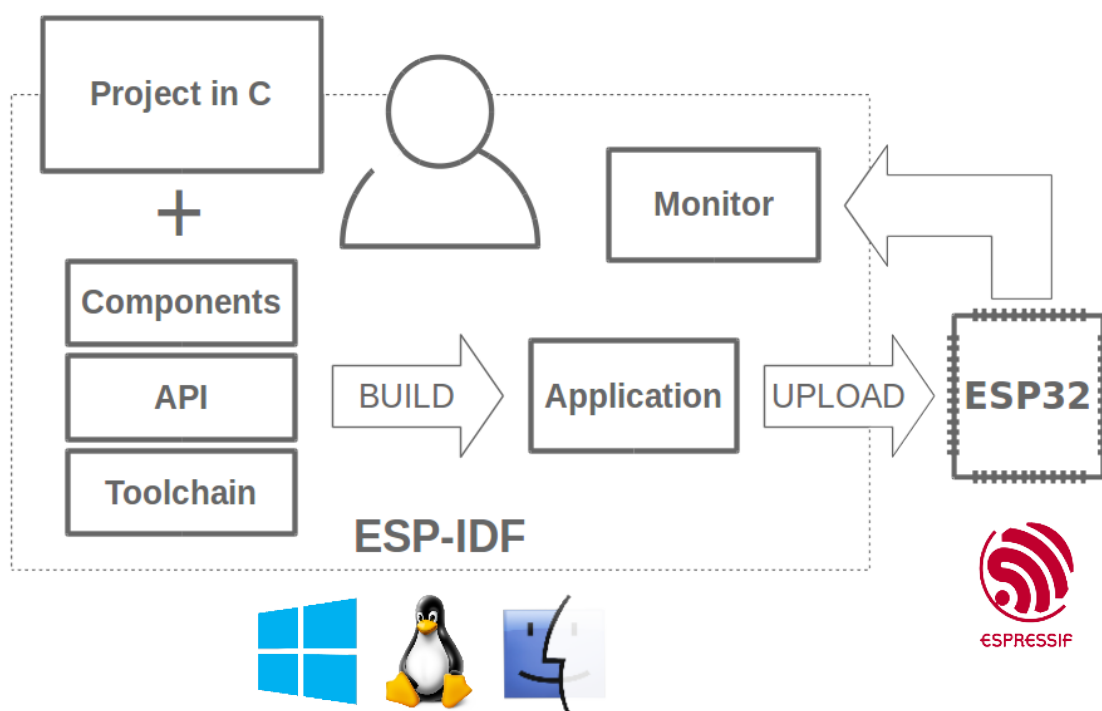 Project in C
+
Components
API
Toolchain
BUILD
Application
UPLOAD
Monitor
ESP32
ESP-IDF
ESPRESSIF